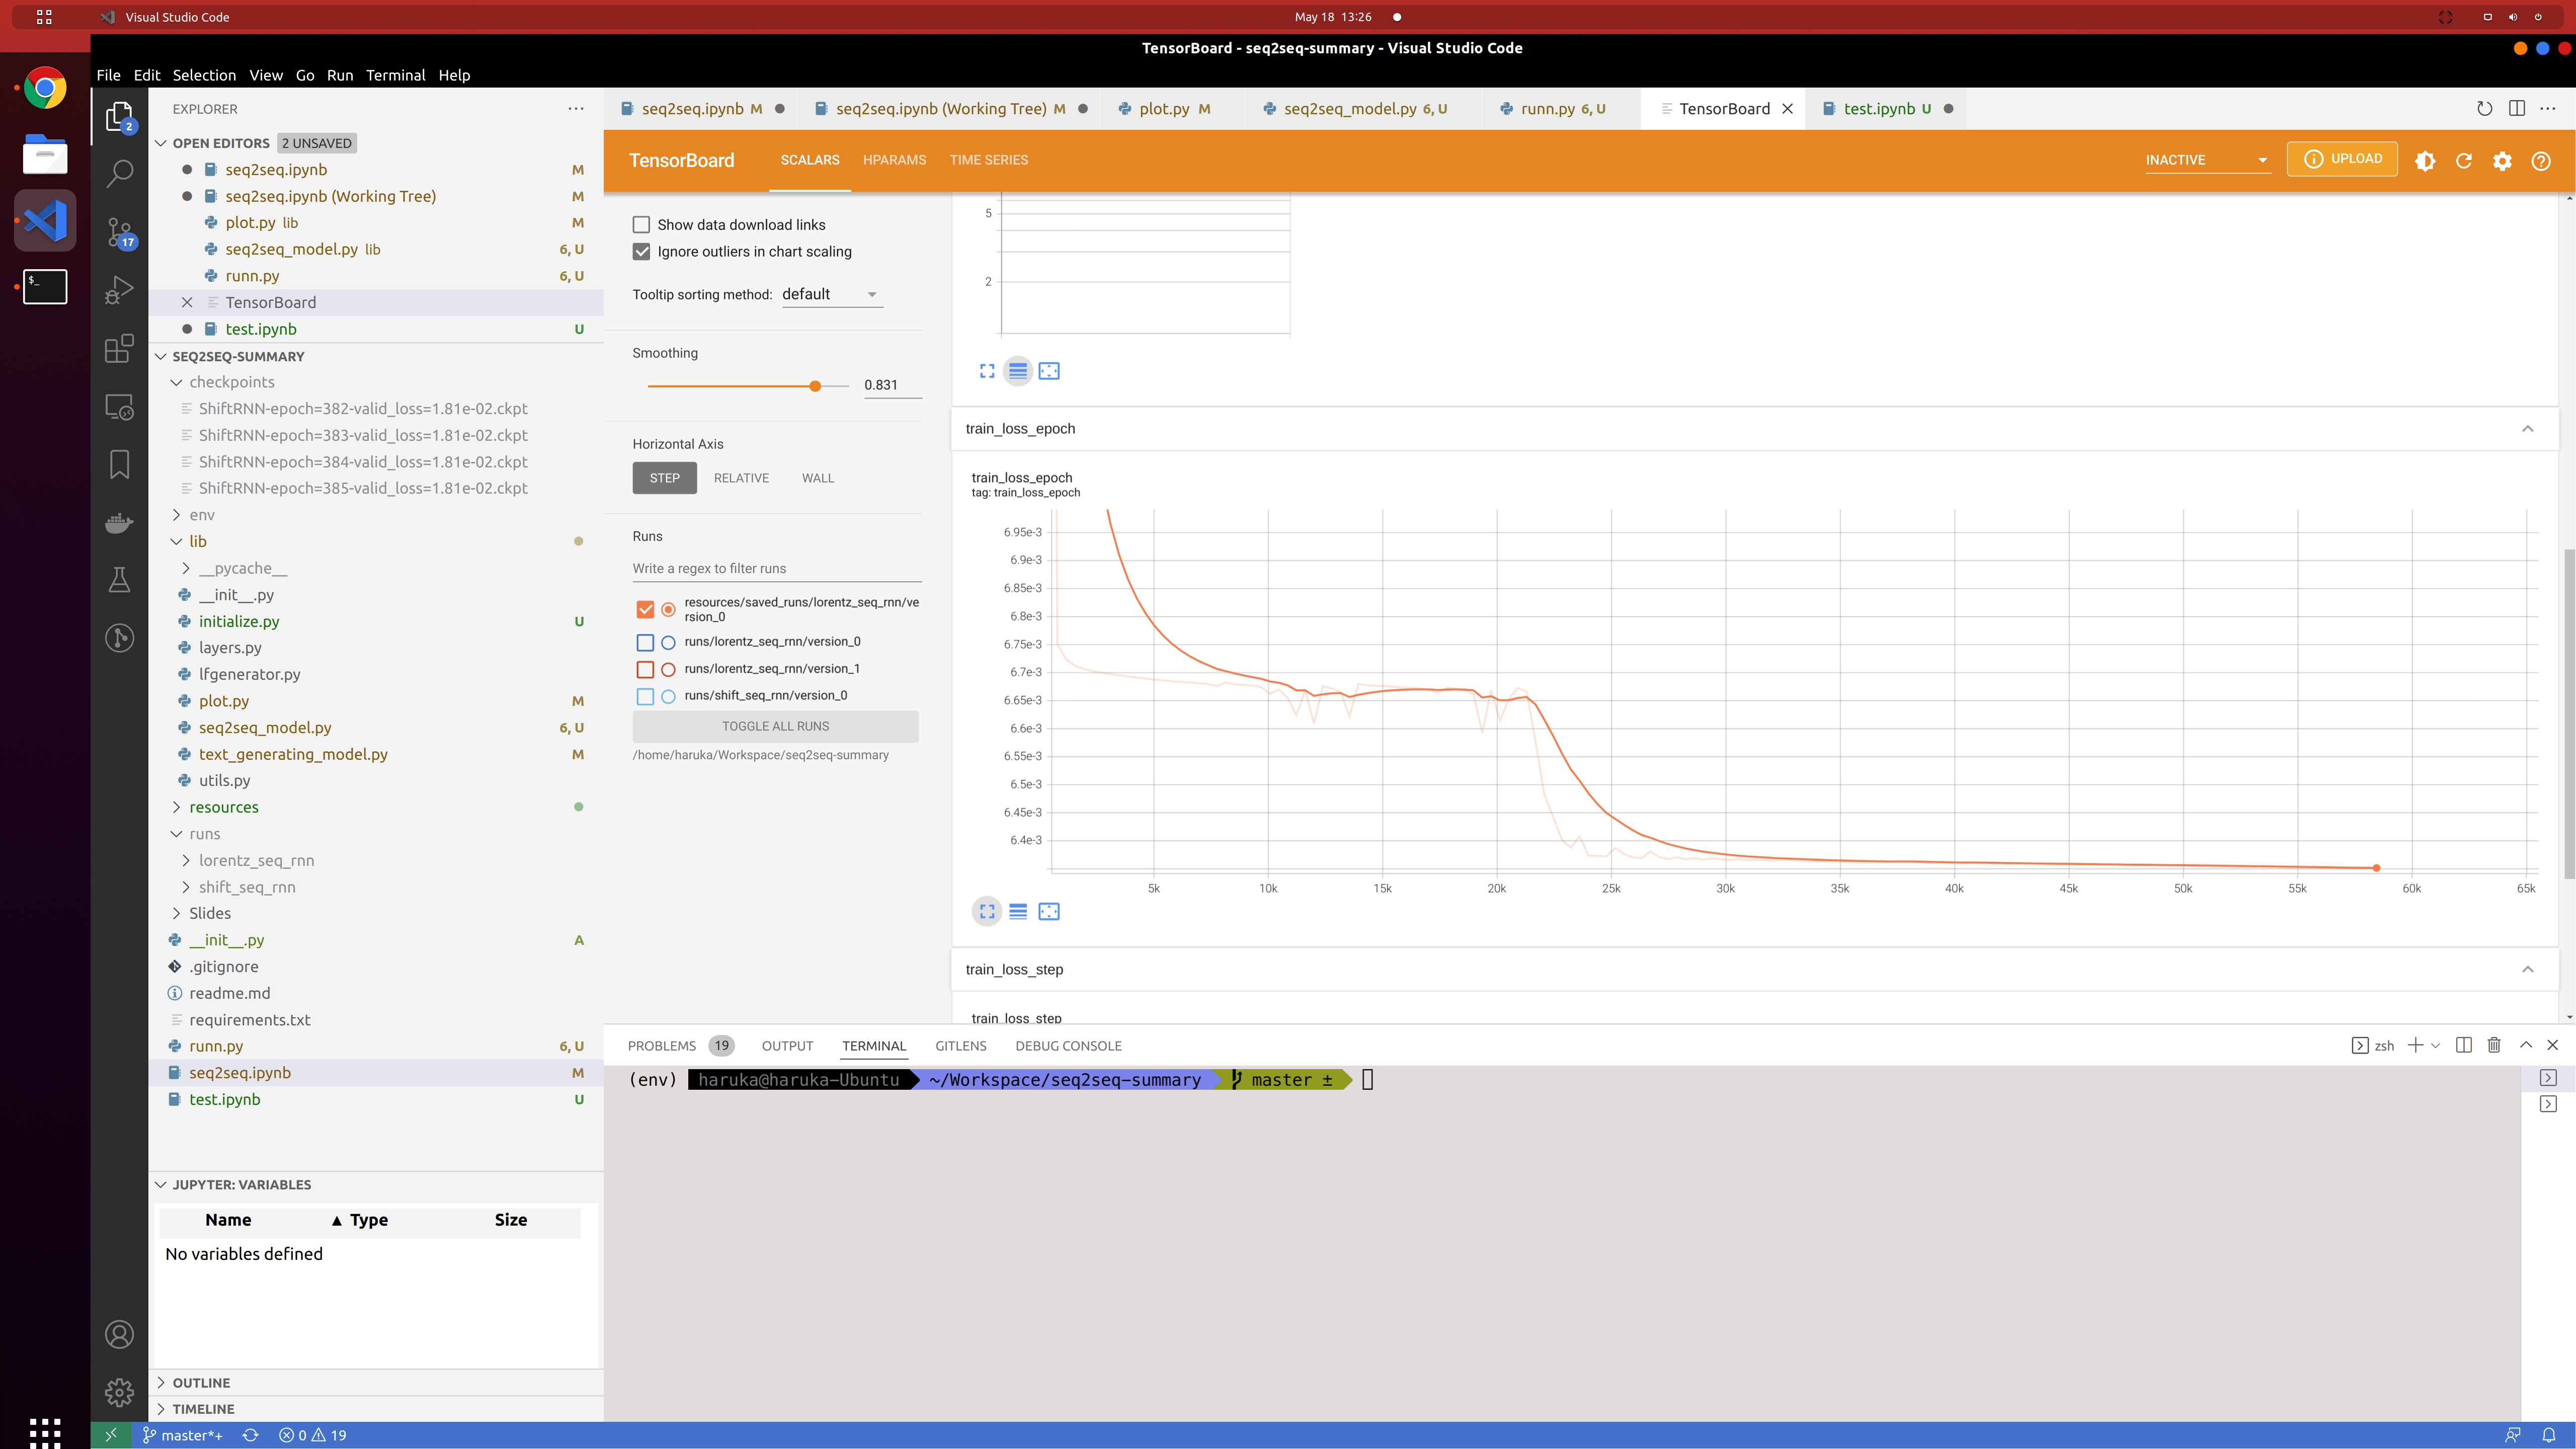 Visual Studio Code
May 18 13:26
TensorBoard - seq2seq-summary - Visual Studio Code
File Edit Selection View Go Run Terminal Help
EXPLORER
OPEN EDITORS 2 UNSAVED
seq2seq.ipynb M
seq2seq.ipynb (Working Tree) M
plot.py lib M
seq2seq_model.py lib 6, U
runn.py 6, U
TensorBoard
test.ipynb U
SEQ2SEQ-SUMMARY
checkpoints
ShiftRNN-epoch=382-valid_loss=1.81e-02.ckpt
ShiftRNN-epoch=383-valid_loss=1.81e-02.ckpt
ShiftRNN-epoch=384-valid_loss=1.81e-02.ckpt
ShiftRNN-epoch=385-valid_loss=1.81e-02.ckpt
env
lib
__pycache__
__init__.py
initialize.py U
layers.py
lfgenerator.py
plot.py M
seq2seq_model.py 6, U
text_generating_model.py M
utils.py
resources
runs
lorentz_seq_rnn
shift_seq_rnn
Slides
__init__.py A
.gitignore
readme.md
requirements.txt
runn.py 6, U
seq2seq.ipynb M
test.ipynb U
JUPYTER: VARIABLES
Name ▲ Type Size
No variables defined
OUTLINE
TIMELINE
2
17
seq2seq.ipynb M seq2seq.ipynb (Working Tree) M plot.py M seq2seq_model.py 6, U runn.py 6, U TensorBoard test.ipynb U
TensorBoard SCALARS HPARAMS TIME SERIES INACTIVE UPLOAD
Show data download links
Ignore outliers in chart scaling
Tooltip sorting method: default
Smoothing
0.831
Horizontal Axis
STEP RELATIVE WALL
Runs
Write a regex to filter runs
resources/saved_runs/lorentz_seq_rnn/ve
rsion_0
runs/lorentz_seq_rnn/version_0
runs/lorentz_seq_rnn/version_1
runs/shift_seq_rnn/version_0
TOGGLE ALL RUNS
/home/haruka/Workspace/seq2seq-summary
5
2
train_loss_epoch
train_loss_epoch
tag: train_loss_epoch
6.95e-3
6.9e-3
6.85e-3
6.8e-3
6.75e-3
6.7e-3
6.65e-3
6.6e-3
6.55e-3
6.5e-3
6.45e-3
6.4e-3
5k 10k 15k 20k 25k 30k 35k 40k 45k 50k 55k 60k 65k
train_loss_step
train_loss_step
PROBLEMS 19 OUTPUT TERMINAL GITLENS DEBUG CONSOLE zsh
(env) haruka@haruka-Ubuntu ~/Workspace/seq2seq-summary master ±
master*+ 0 19